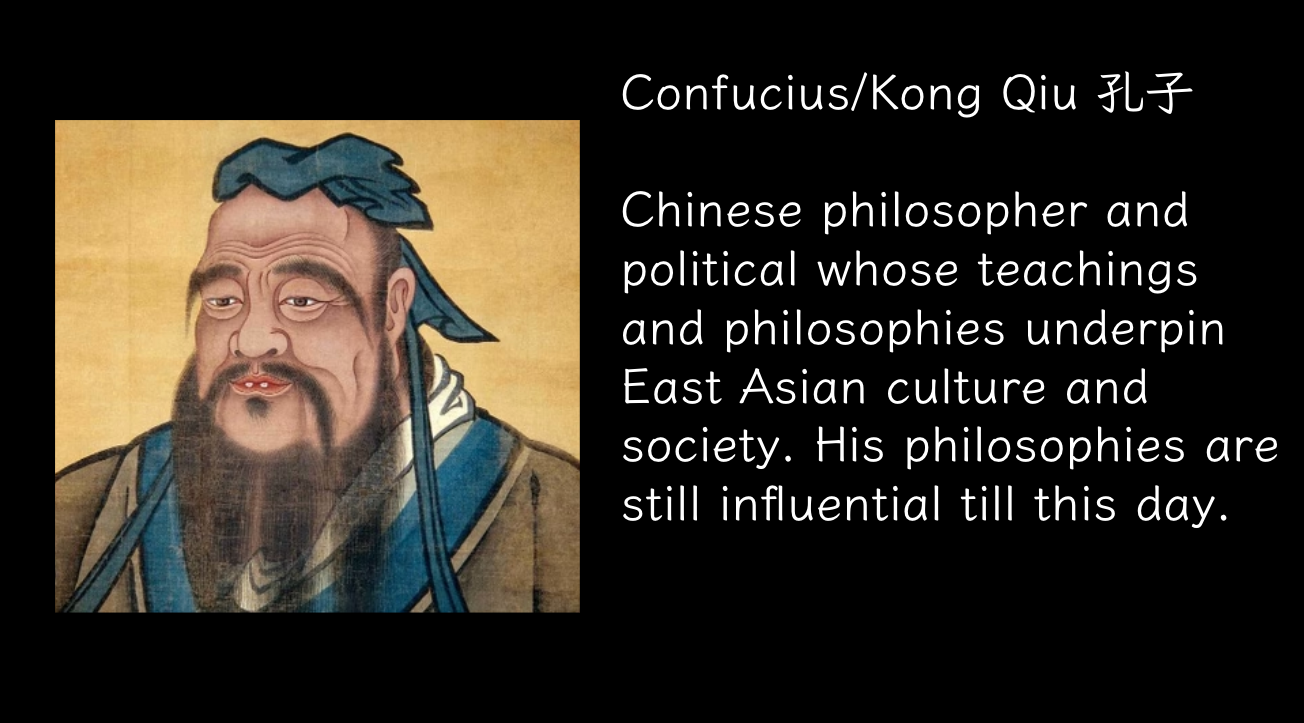 Confucius/Kong Qiu 孔子
Chinese philosopher and
political whose teachings
and philosophies underpin
East Asian culture and
society. His philosophies are
still influential till this day.